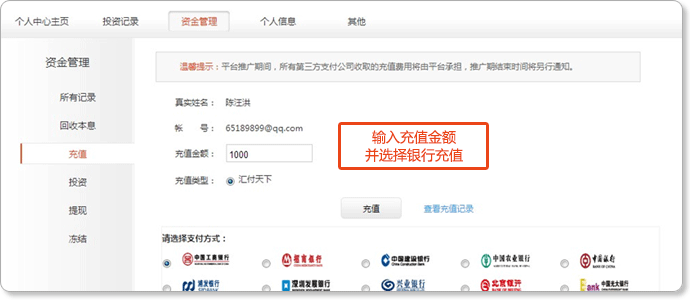 个人中心主页 投资记录 资金管理 个人信息 其他
资金管理
所有记录
回收本息
充值
投资
提现
冻结
温馨提示：平台推广期间，所有第三方支付公司收取的充值费用将由平台承担，推广期结束时间将另行通知。
真实姓名： 陈汪洪
帐 号： 65189899@qq.com
充值金额： 1000
输入充值金额
并选择银行充值
充值类型： 汇付天下
充值 查看充值记录
请选择支付方式：
中国工商银行 招商银行 中国建设银行 China Construction Bank 中国农业银行 中国银行 BANK OF CHINA
浦发银行 深圳发展银行 兴业银行 北京银行 Bank 中国光大银行